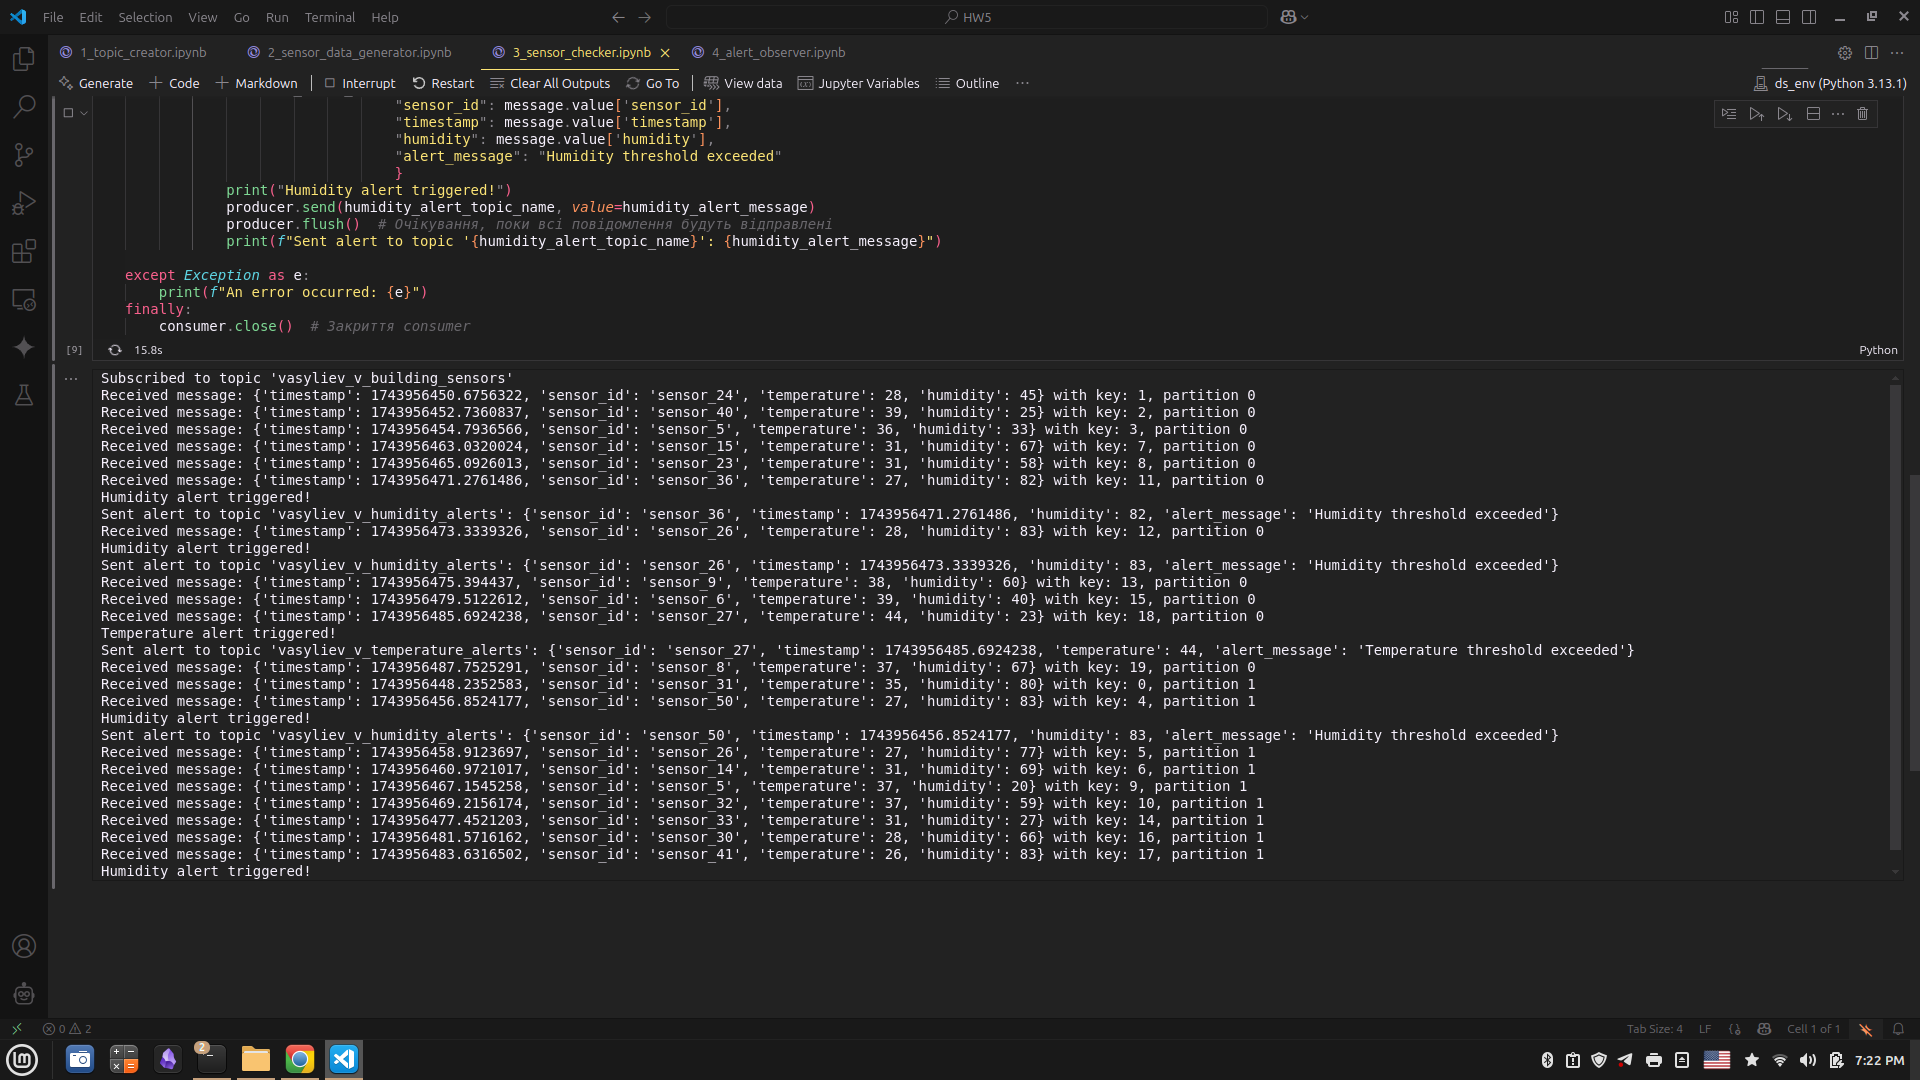 File Edit Selection View Go Run Terminal Help
HW5
1_topic_creator.ipynb 2_sensor_data_generator.ipynb 3_sensor_checker.ipynb 4_alert_observer.ipynb
Generate Code Markdown Interrupt Restart Clear All Outputs Go To View data Jupyter Variables Outline ds_env (Python 3.13.1)
"sensor_id": message.value['sensor_id'],
"timestamp": message.value['timestamp'],
"humidity": message.value['humidity'],
"alert_message": "Humidity threshold exceeded"
}
print("Humidity alert triggered!")
producer.send(humidity_alert_topic_name, value=humidity_alert_message)
producer.flush()  # Очікування, поки всі повідомлення будуть відправлені
print(f"Sent alert to topic '{humidity_alert_topic_name}': {humidity_alert_message}")
except Exception as e:
print(f"An error occurred: {e}")
finally:
consumer.close()  # Закриття consumer
[9] 15.8s Python
Subscribed to topic 'vasyliev_v_building_sensors'
Received message: {'timestamp': 1743956450.6756322, 'sensor_id': 'sensor_24', 'temperature': 28, 'humidity': 45} with key: 1, partition 0
Received message: {'timestamp': 1743956452.7360837, 'sensor_id': 'sensor_40', 'temperature': 39, 'humidity': 25} with key: 2, partition 0
Received message: {'timestamp': 1743956454.7936566, 'sensor_id': 'sensor_5', 'temperature': 36, 'humidity': 33} with key: 3, partition 0
Received message: {'timestamp': 1743956463.0320024, 'sensor_id': 'sensor_15', 'temperature': 31, 'humidity': 67} with key: 7, partition 0
Received message: {'timestamp': 1743956465.0926013, 'sensor_id': 'sensor_23', 'temperature': 31, 'humidity': 58} with key: 8, partition 0
Received message: {'timestamp': 1743956471.2761486, 'sensor_id': 'sensor_36', 'temperature': 27, 'humidity': 82} with key: 11, partition 0
Humidity alert triggered!
Sent alert to topic 'vasyliev_v_humidity_alerts': {'sensor_id': 'sensor_36', 'timestamp': 1743956471.2761486, 'humidity': 82, 'alert_message': 'Humidity threshold exceeded'}
Received message: {'timestamp': 1743956473.3339326, 'sensor_id': 'sensor_26', 'temperature': 28, 'humidity': 83} with key: 12, partition 0
Humidity alert triggered!
Sent alert to topic 'vasyliev_v_humidity_alerts': {'sensor_id': 'sensor_26', 'timestamp': 1743956473.3339326, 'humidity': 83, 'alert_message': 'Humidity threshold exceeded'}
Received message: {'timestamp': 1743956475.394437, 'sensor_id': 'sensor_9', 'temperature': 38, 'humidity': 60} with key: 13, partition 0
Received message: {'timestamp': 1743956479.5122612, 'sensor_id': 'sensor_6', 'temperature': 39, 'humidity': 40} with key: 15, partition 0
Received message: {'timestamp': 1743956485.6924238, 'sensor_id': 'sensor_27', 'temperature': 44, 'humidity': 23} with key: 18, partition 0
Temperature alert triggered!
Sent alert to topic 'vasyliev_v_temperature_alerts': {'sensor_id': 'sensor_27', 'timestamp': 1743956485.6924238, 'temperature': 44, 'alert_message': 'Temperature threshold exceeded'}
Received message: {'timestamp': 1743956487.7525291, 'sensor_id': 'sensor_8', 'temperature': 37, 'humidity': 67} with key: 19, partition 0
Received message: {'timestamp': 1743956448.2352583, 'sensor_id': 'sensor_31', 'temperature': 35, 'humidity': 80} with key: 0, partition 1
Received message: {'timestamp': 1743956456.8524177, 'sensor_id': 'sensor_50', 'temperature': 27, 'humidity': 83} with key: 4, partition 1
Humidity alert triggered!
Sent alert to topic 'vasyliev_v_humidity_alerts': {'sensor_id': 'sensor_50', 'timestamp': 1743956456.8524177, 'humidity': 83, 'alert_message': 'Humidity threshold exceeded'}
Received message: {'timestamp': 1743956458.9123697, 'sensor_id': 'sensor_26', 'temperature': 27, 'humidity': 77} with key: 5, partition 1
Received message: {'timestamp': 1743956460.9721017, 'sensor_id': 'sensor_14', 'temperature': 31, 'humidity': 69} with key: 6, partition 1
Received message: {'timestamp': 1743956467.1545258, 'sensor_id': 'sensor_5', 'temperature': 37, 'humidity': 20} with key: 9, partition 1
Received message: {'timestamp': 1743956469.2156174, 'sensor_id': 'sensor_32', 'temperature': 37, 'humidity': 59} with key: 10, partition 1
Received message: {'timestamp': 1743956477.4521203, 'sensor_id': 'sensor_33', 'temperature': 31, 'humidity': 27} with key: 14, partition 1
Received message: {'timestamp': 1743956481.5716162, 'sensor_id': 'sensor_30', 'temperature': 28, 'humidity': 66} with key: 16, partition 1
Received message: {'timestamp': 1743956483.6316502, 'sensor_id': 'sensor_41', 'temperature': 26, 'humidity': 83} with key: 17, partition 1
Humidity alert triggered!
0 2 Tab Size: 4 LF Cell 1 of 1
2 7:22 PM